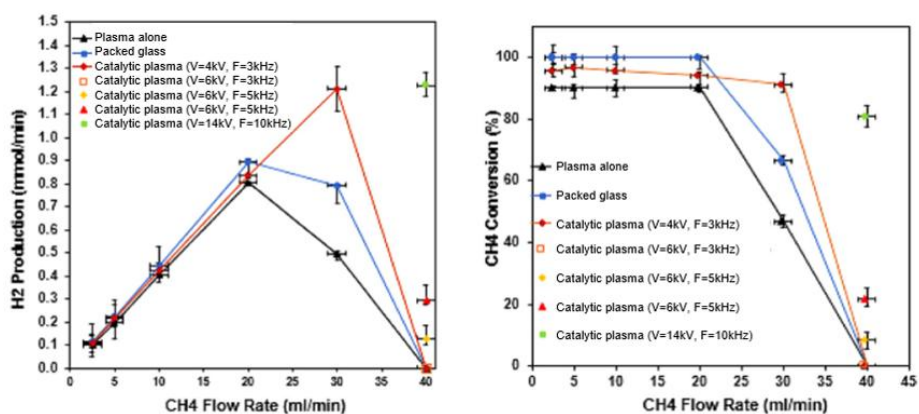 1.5
1.4
1.3
1.2
1.1
1.0
0.9
0.8
0.7
0.6
0.5
0.4
0.3
0.2
0.1
0.0
H2 Production (mmol/min)
Plasma alone
Packed glass
Catalytic plasma (V=4kV, F=3kHz)
Catalytic plasma (V=6kV, F=3kHz)
Catalytic plasma (V=6kV, F=5kHz)
Catalytic plasma (V=6kV, F=5kHz)
Catalytic plasma (V=14kV, F=10kHz)
0 5 10 15 20 25 30 35 40
CH4 Flow Rate (ml/min)
100
80
60
40
20
0
CH4 Conversion (%)
Plasma alone
Packed glass
Catalytic plasma (V=4kV, F=3kHz)
Catalytic plasma (V=6kV, F=3kHz)
Catalytic plasma (V=6kV, F=5kHz)
Catalytic plasma (V=6kV, F=5kHz)
Catalytic plasma (V=14kV, F=10kHz)
0 5 10 15 20 25 30 35 40 45
CH4 Flow Rate (ml/min)